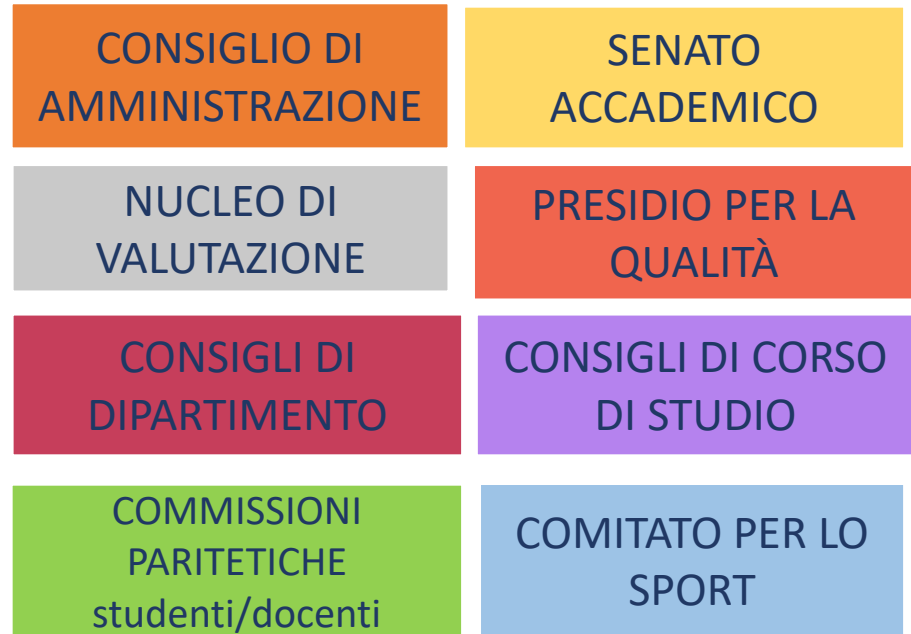 CONSIGLIO DI
AMMINISTRAZIONE
SENATO
ACCADEMICO
NUCLEO DI
VALUTAZIONE
PRESIDIO PER LA
QUALITÀ
CONSIGLI DI
DIPARTIMENTO
CONSIGLI DI CORSO
DI STUDIO
COMMISSIONI
PARITETICHE
studenti/docenti
COMITATO PER LO
SPORT